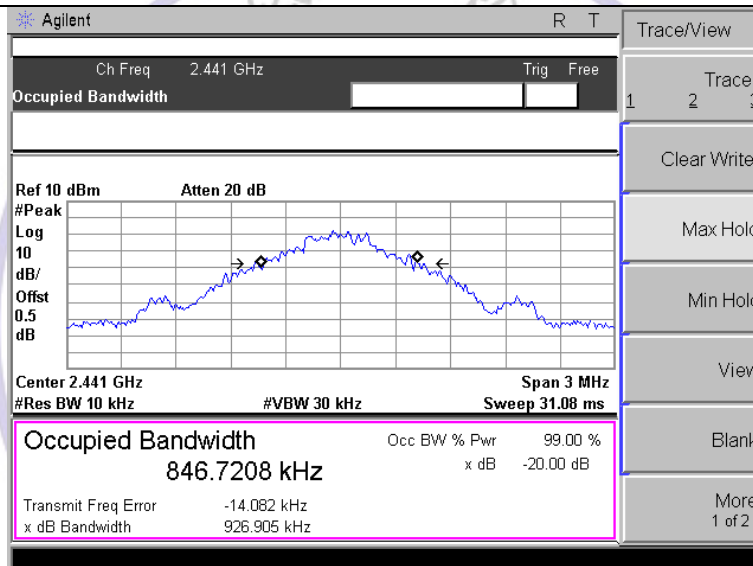 Agilent R T
Ch Freq 2.441 GHz Trig Free
Occupied Bandwidth
Ref 10 dBm Atten 20 dB
#Peak
Log
10
dB/
Offst
0.5
dB
Center 2.441 GHz Span 3 MHz
#Res BW 10 kHz #VBW 30 kHz Sweep 31.08 ms
Occupied Bandwidth Occ BW % Pwr 99.00 %
846.7208 kHz x dB -20.00 dB
Transmit Freq Error -14.082 kHz
x dB Bandwidth 926.905 kHz
Trace/View
Trace
1 2
Clear Write
Max Hol
Min Hol
View
Blank
More
1 of 2